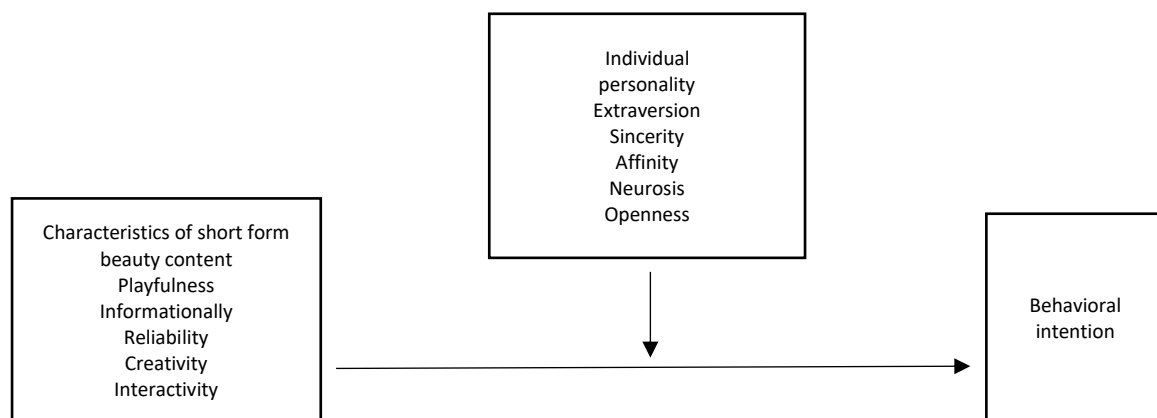 Individual
personality
Extraversion
Sincerity
Affinity
Neurosis
Openness
Characteristics of short form
beauty content
Playfulness
Informationally
Reliability
Creativity
Interactivity
Behavioral
intention